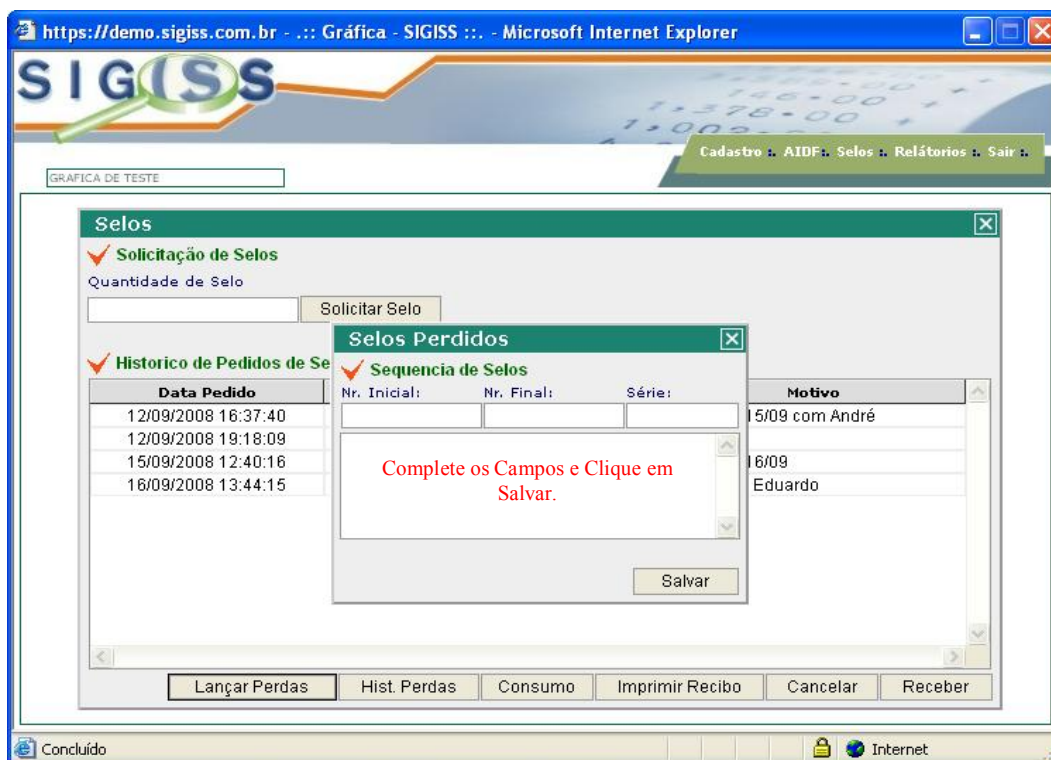 https://demo.sigiss.com.br - .:: Gráfica - SIGISS ::. - Microsoft Internet Explorer
SIGISS
Cadastro :. AIDF:. Selos :. Relátorios :. Sair :.
GRAFICA DE TESTE
Selos
Solicitação de Selos
Quantidade de Selo
Solicitar Selo
Selos Perdidos
Historico de Pedidos de Se
Sequencia de Selos
Data Pedido
Nr. Inicial:
Nr. Final:
Série:
Motivo
12/09/2008 16:37:40
15/09 com André
12/09/2008 19:18:09
15/09/2008 12:40:16
16/09
16/09/2008 13:44:15
Eduardo
Complete os Campos e Clique em
Salvar.
Salvar
Lançar Perdas
Hist. Perdas
Consumo
Imprimir Recibo
Cancelar
Receber
Concluído
Internet